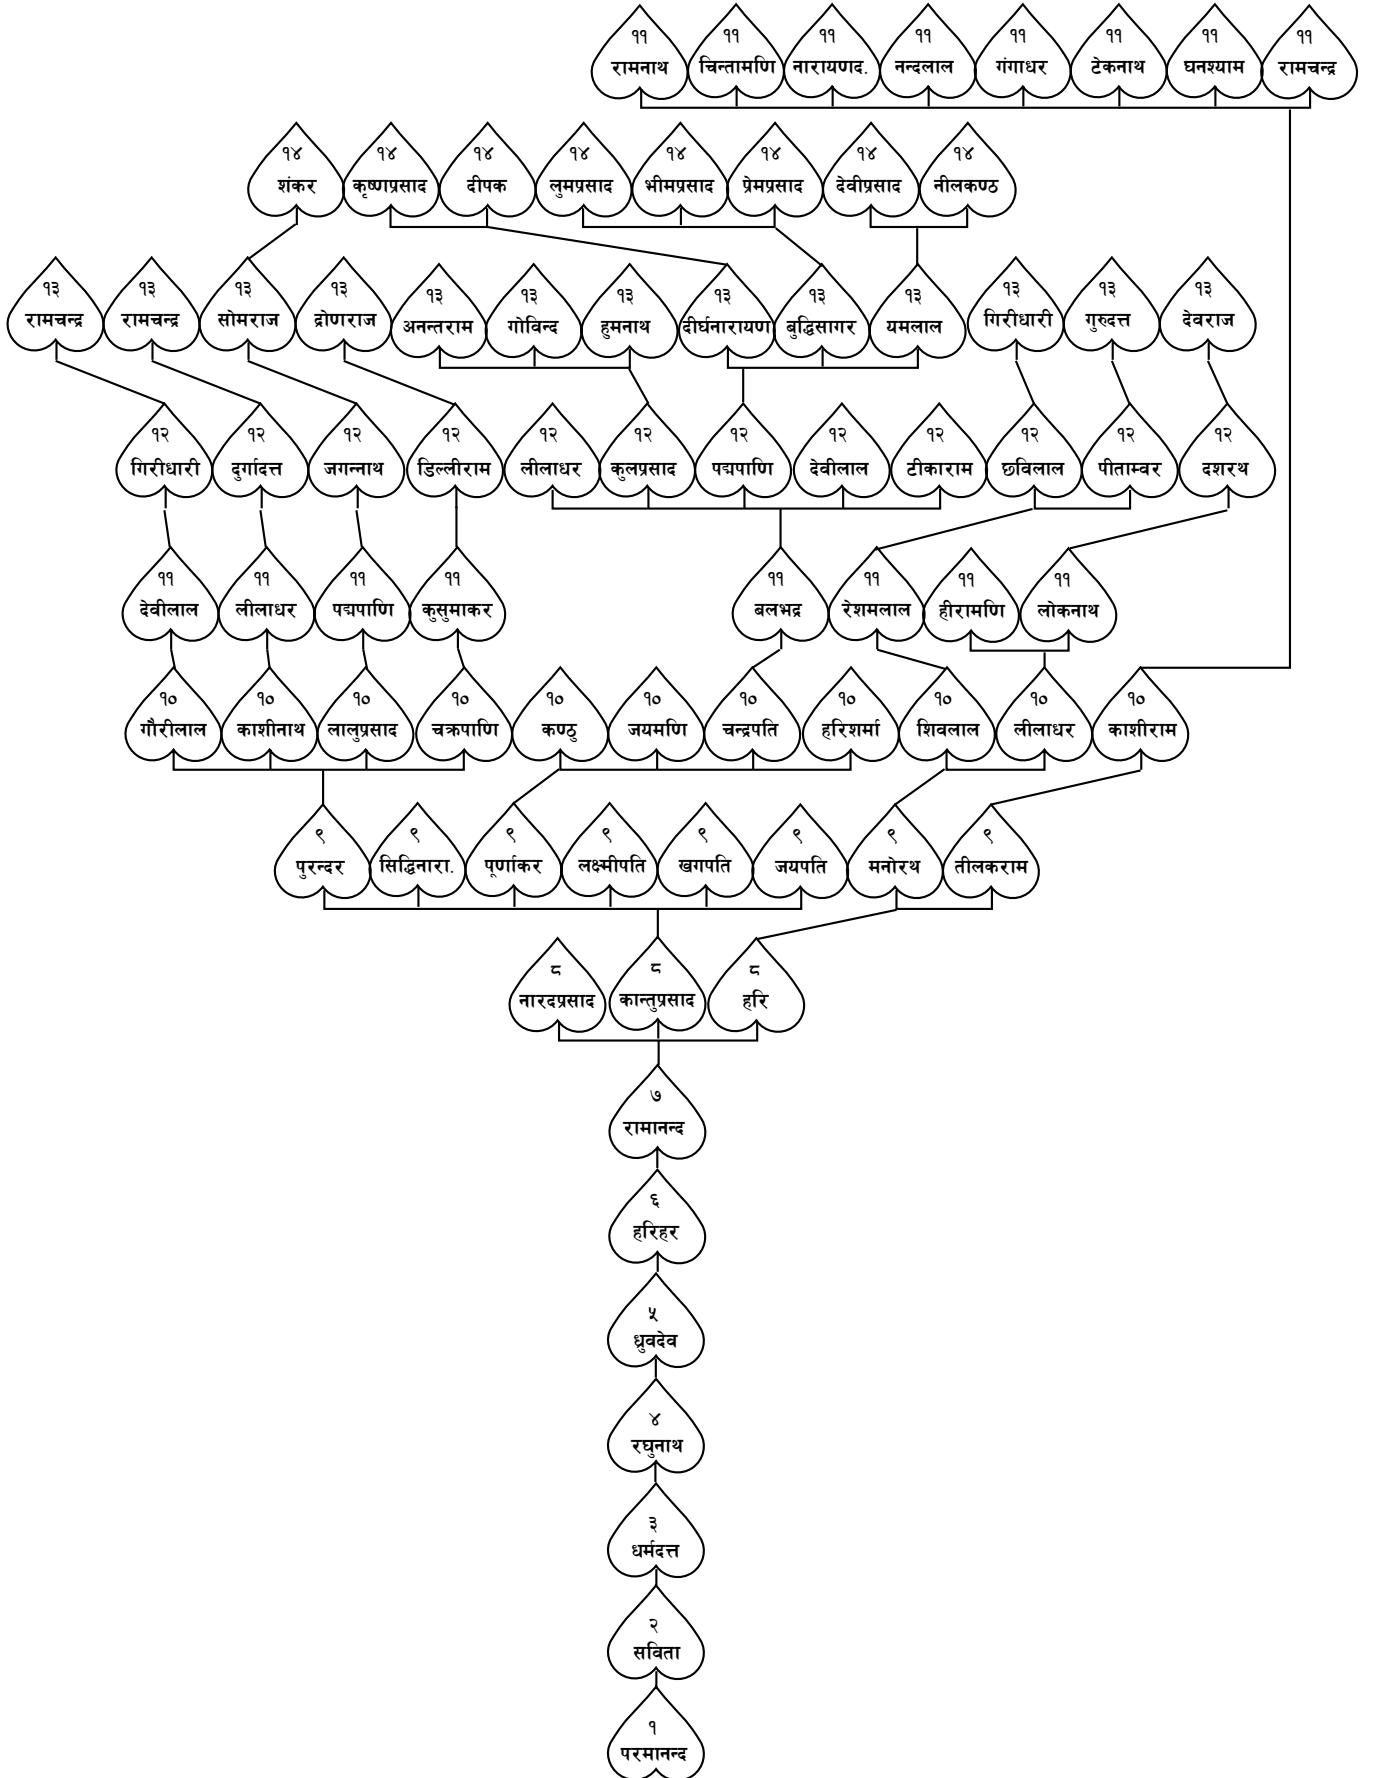 ११ ११ ११ ११ ११ ११ ११ ११
रामनाथ चिन्तामणि नारायणद. नन्दलाल गंगाधर टेकनाथ घनश्याम रामचन्द्र
१४ १४ १४ १४ १४ १४ १४ १४
शंकर कृष्णप्रसाद दीपक लुमप्रसाद भीमप्रसाद प्रेमप्रसाद देवीप्रसाद नीलकण्ठ
१३ १३ १३ १३ १३ १३ १३ १३ १३ १३ १३ १३ १३
रामचन्द्र रामचन्द्र सोमराज द्रोणराज अनन्तराम गोविन्द हुमनाथ दीर्घनारायण बुद्धिसागर यमलाल गिरीधारी गुरुदत्त देवराज
१२ १२ १२ १२ १२ १२ १२ १२ १२ १२ १२ १२
गिरीधारी दुर्गादत्त जगन्नाथ डिल्लीराम लीलाधर कुलप्रसाद पद्मपाणि देवीलाल टीकाराम छविलाल पीताम्वर दशरथ
११ ११ ११ ११ ११ ११ ११ ११
देवीलाल लीलाधर पद्मपाणि कुसुमाकर बलभद्र रेशमलाल हीरामणि लोकनाथ
१० १० १० १० १० १० १० १० १० १० १०
गौरीलाल काशीनाथ लालुप्रसाद चक्रपाणि कण्ठु जयमणि चन्द्रपति हरिशर्मा शिवलाल लीलाधर काशीराम
९ ९ ९ ९ ९ ९ ९ ९
पुरन्दर सिद्धिनारा. पूर्णाकर लक्ष्मीपति खगपति जयपति मनोरथ तीलकराम
८ ८ ८
नारदप्रसाद कान्तुप्रसाद हरि
७
रामानन्द
६
हरिहर
५
ध्रुवदेव
४
रघुनाथ
३
धर्मदत्त
२
सविता
१
परमानन्द